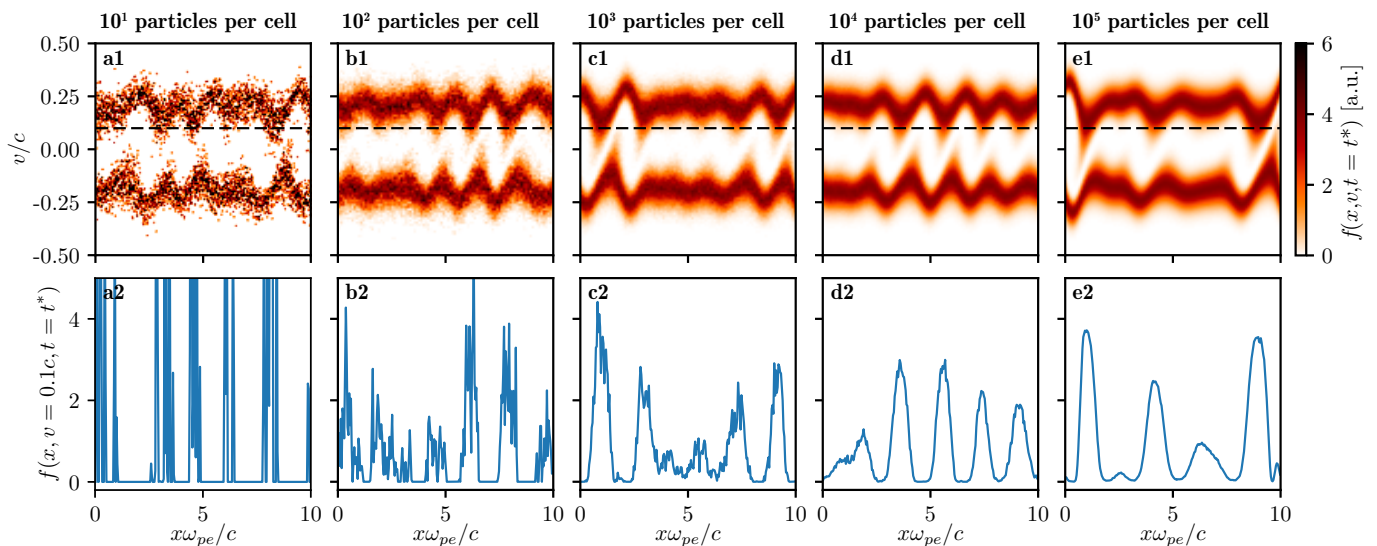 10¹ particles per cell
10² particles per cell
10³ particles per cell
10⁴ particles per cell
10⁵ particles per cell
0.50
0.25
0.00
-0.25
-0.50
v/c
a1
b1
c1
d1
e1
6
4
2
0
f(x, v, t = t*) [a.u.]
4
2
0
f(x, v = 0.1c, t = t*)
a2
b2
c2
d2
e2
0 5 10
0 5 10
0 5 10
0 5 10
0 5 10
xω_pe/c
xω_pe/c
xω_pe/c
xω_pe/c
xω_pe/c